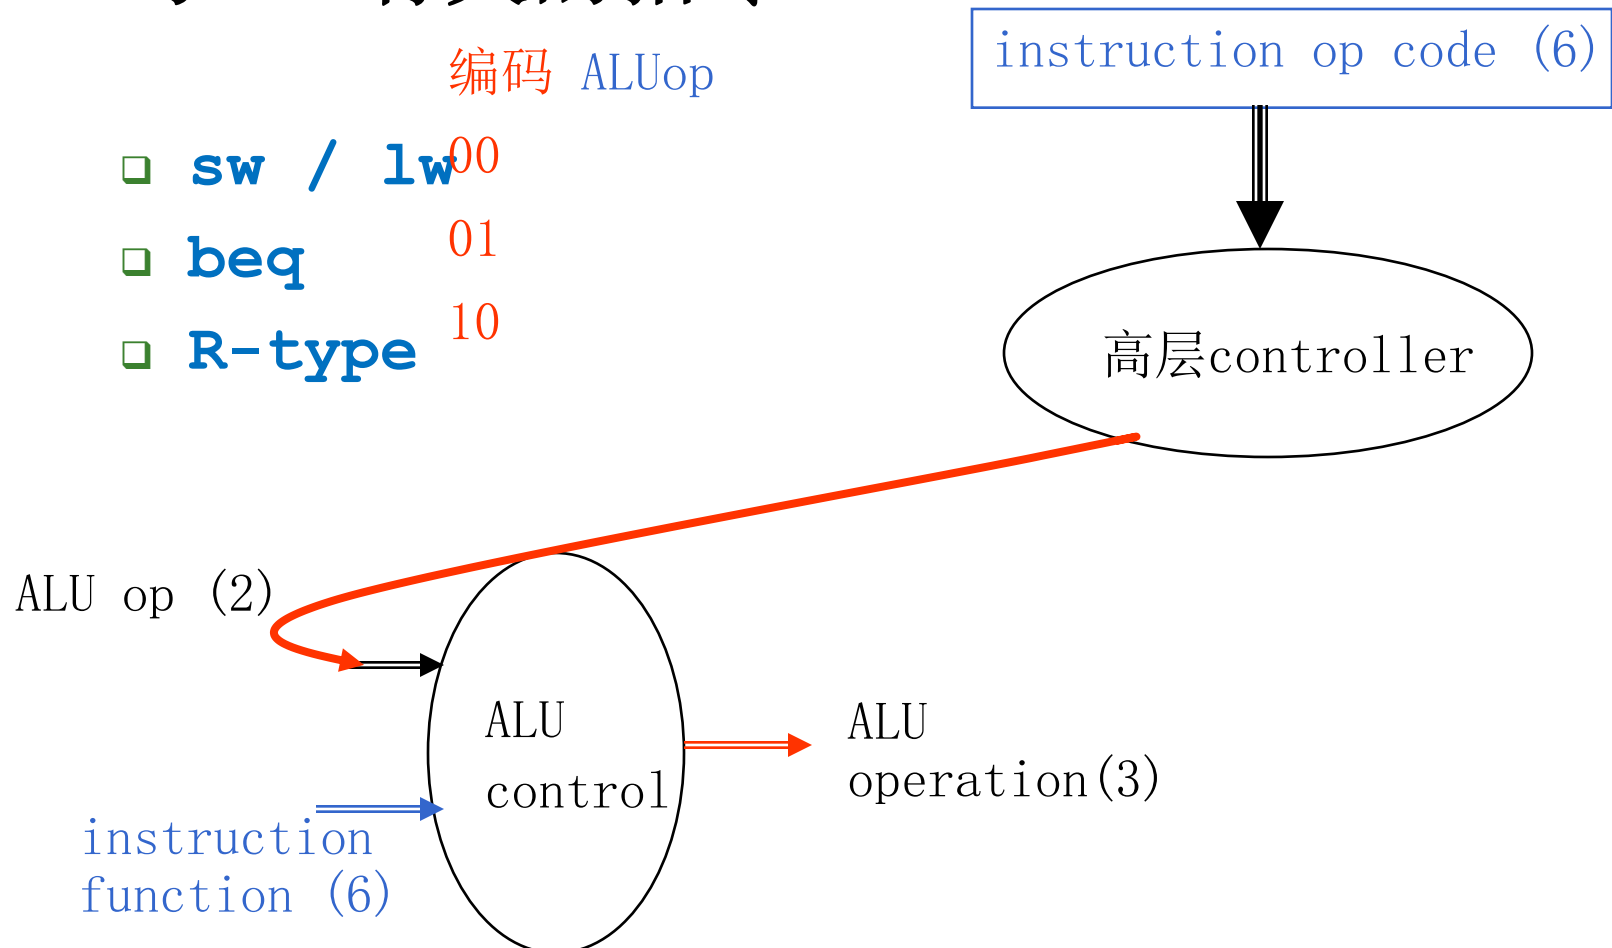 编码 ALUop
instruction op code (6)
sw / lw 00
beq 01
R-type 10
高层controller
ALU op (2)
ALU
control
ALU
operation(3)
instruction
function (6)